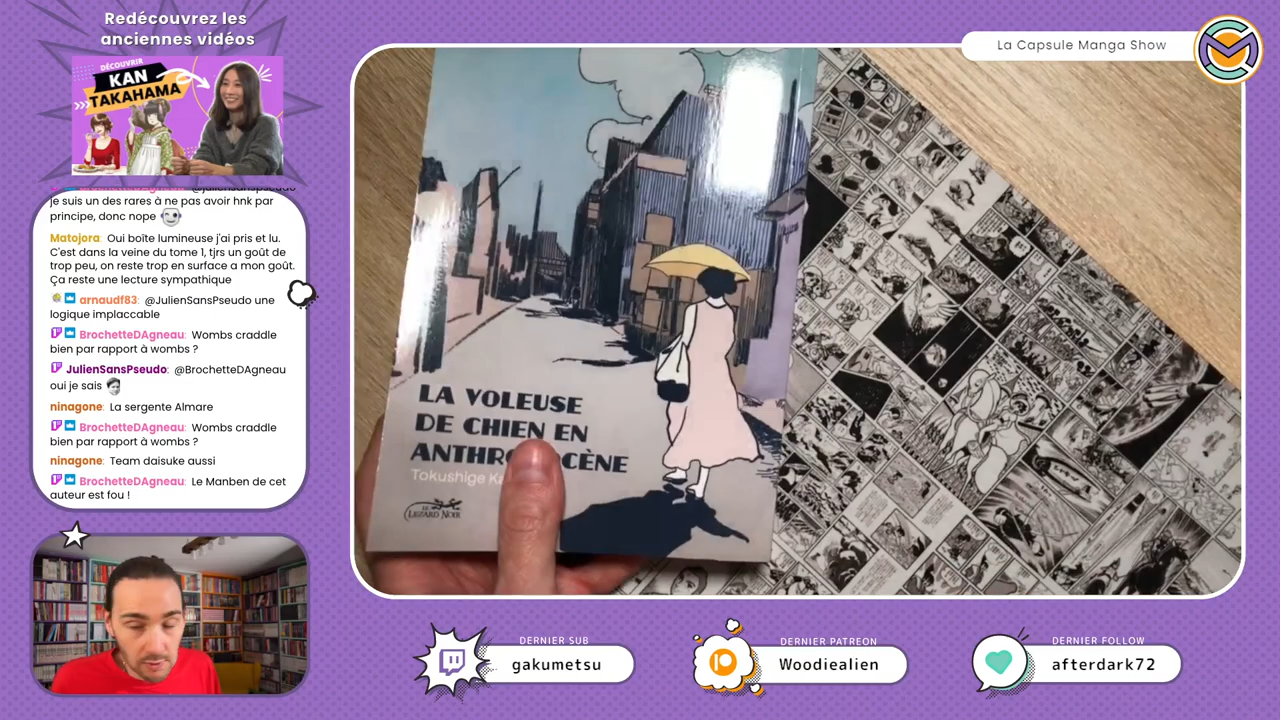 Redécouvrez les
anciennes vidéos
DÉCOUVRIR
KAN
TAKAHAMA
BrochetteDAgneau: @JulienSansPseudo
je suis un des rares à ne pas avoir hnk par
principe, donc nope
Matojora: Oui boîte lumineuse j'ai pris et lu.
C'est dans la veine du tome 1, tjrs un goût de
trop peu, on reste trop en surface a mon goût.
Ça reste une lecture sympathique
arnaudf83: @JulienSansPseudo une
logique implaccable
BrochetteDAgneau: Wombs craddle
bien par rapport à wombs ?
JulienSansPseudo: @BrochetteDAgneau
oui je sais
ninagone: La sergente Almare
BrochetteDAgneau: Wombs craddle
bien par rapport à wombs ?
ninagone: Team daisuke aussi
BrochetteDAgneau: Le Manben de cet
auteur est fou !
La Capsule Manga Show
LA VOLEUSE
DE CHIEN EN
Tokushige
LE
LEZARD NOIR
DERNIER SUB
gakumetsu
DERNIER PATREON
Woodiealien
DERNIER FOLLOW
afterdark72